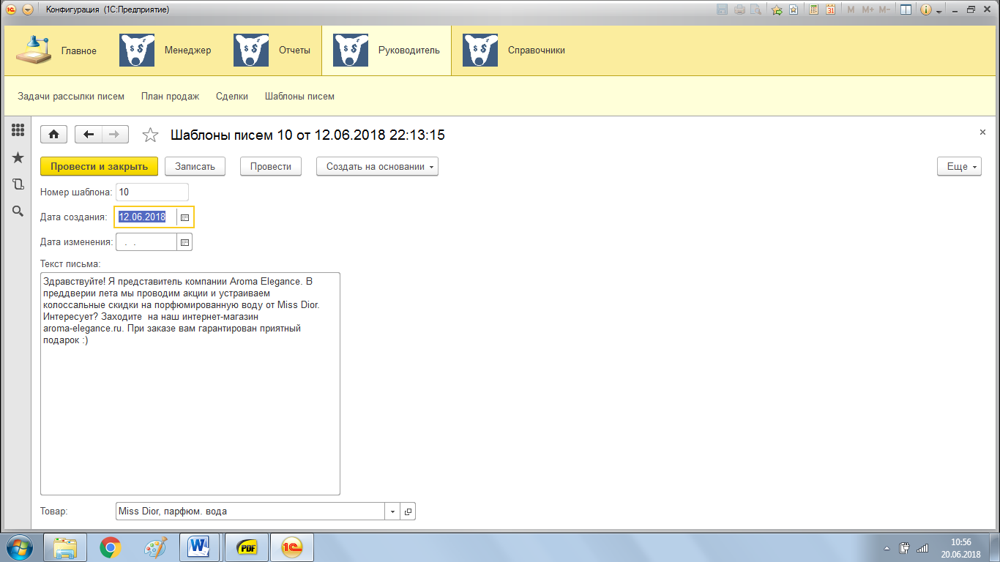 Конфигурация (1С:Предприятие)
M M+ M-
31
Главное Менеджер Отчеты Руководитель Справочники
Задачи рассылки писем План продаж Сделки Шаблоны писем
Шаблоны писем 10 от 12.06.2018 22:13:15
Провести и закрыть Записать Провести Создать на основании Еще
Номер шаблона: 10
Дата создания: 12.06.2018
Дата изменения: . .
Текст письма:
Здравствуйте! Я представитель компании Aroma Elegance. В
преддверии лета мы проводим акции и устраиваем
колоссальные скидки на порфюмированную воду от Miss Dior.
Интересует? Заходите на наш интернет-магазин
aroma-elegance.ru. При заказе вам гарантирован приятный
подарок :)
Товар: Miss Dior, парфюм. вода
PDF
1С
10:56
20.06.2018